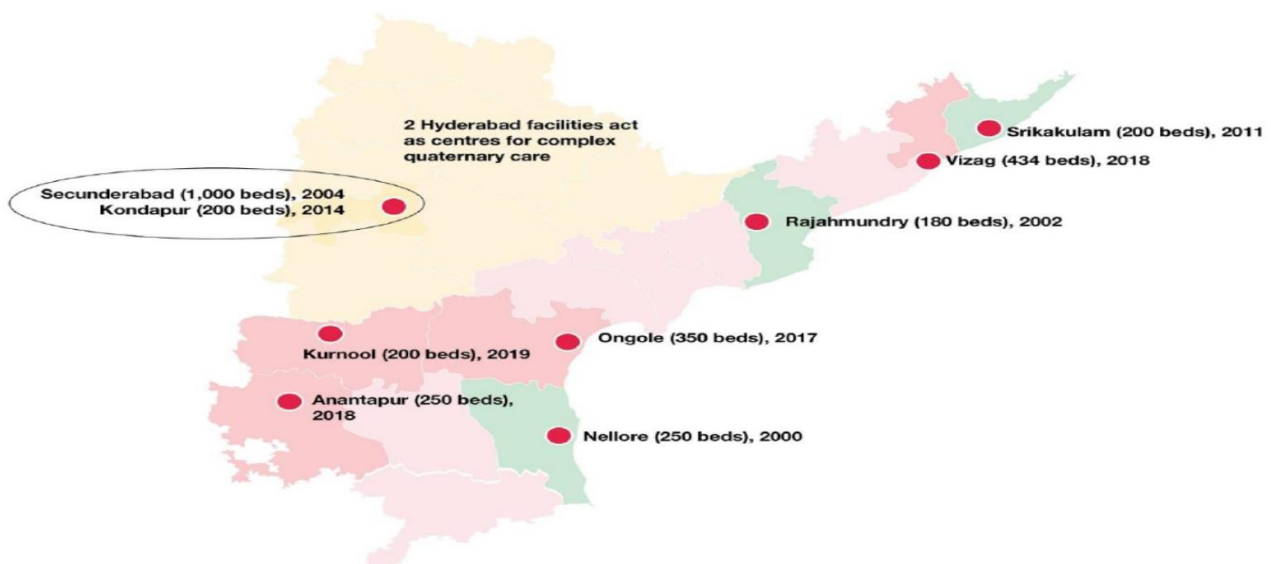 2 Hyderabad facilities act
as centres for complex
quaternary care
Secunderabad (1,000 beds), 2004
Kondapur (200 beds), 2014
Srikakulam (200 beds), 2011
Vizag (434 beds), 2018
Rajahmundry (180 beds), 2002
Ongole (350 beds), 2017
Kurnool (200 beds), 2019
Anantapur (250 beds),
2018
Nellore (250 beds), 2000